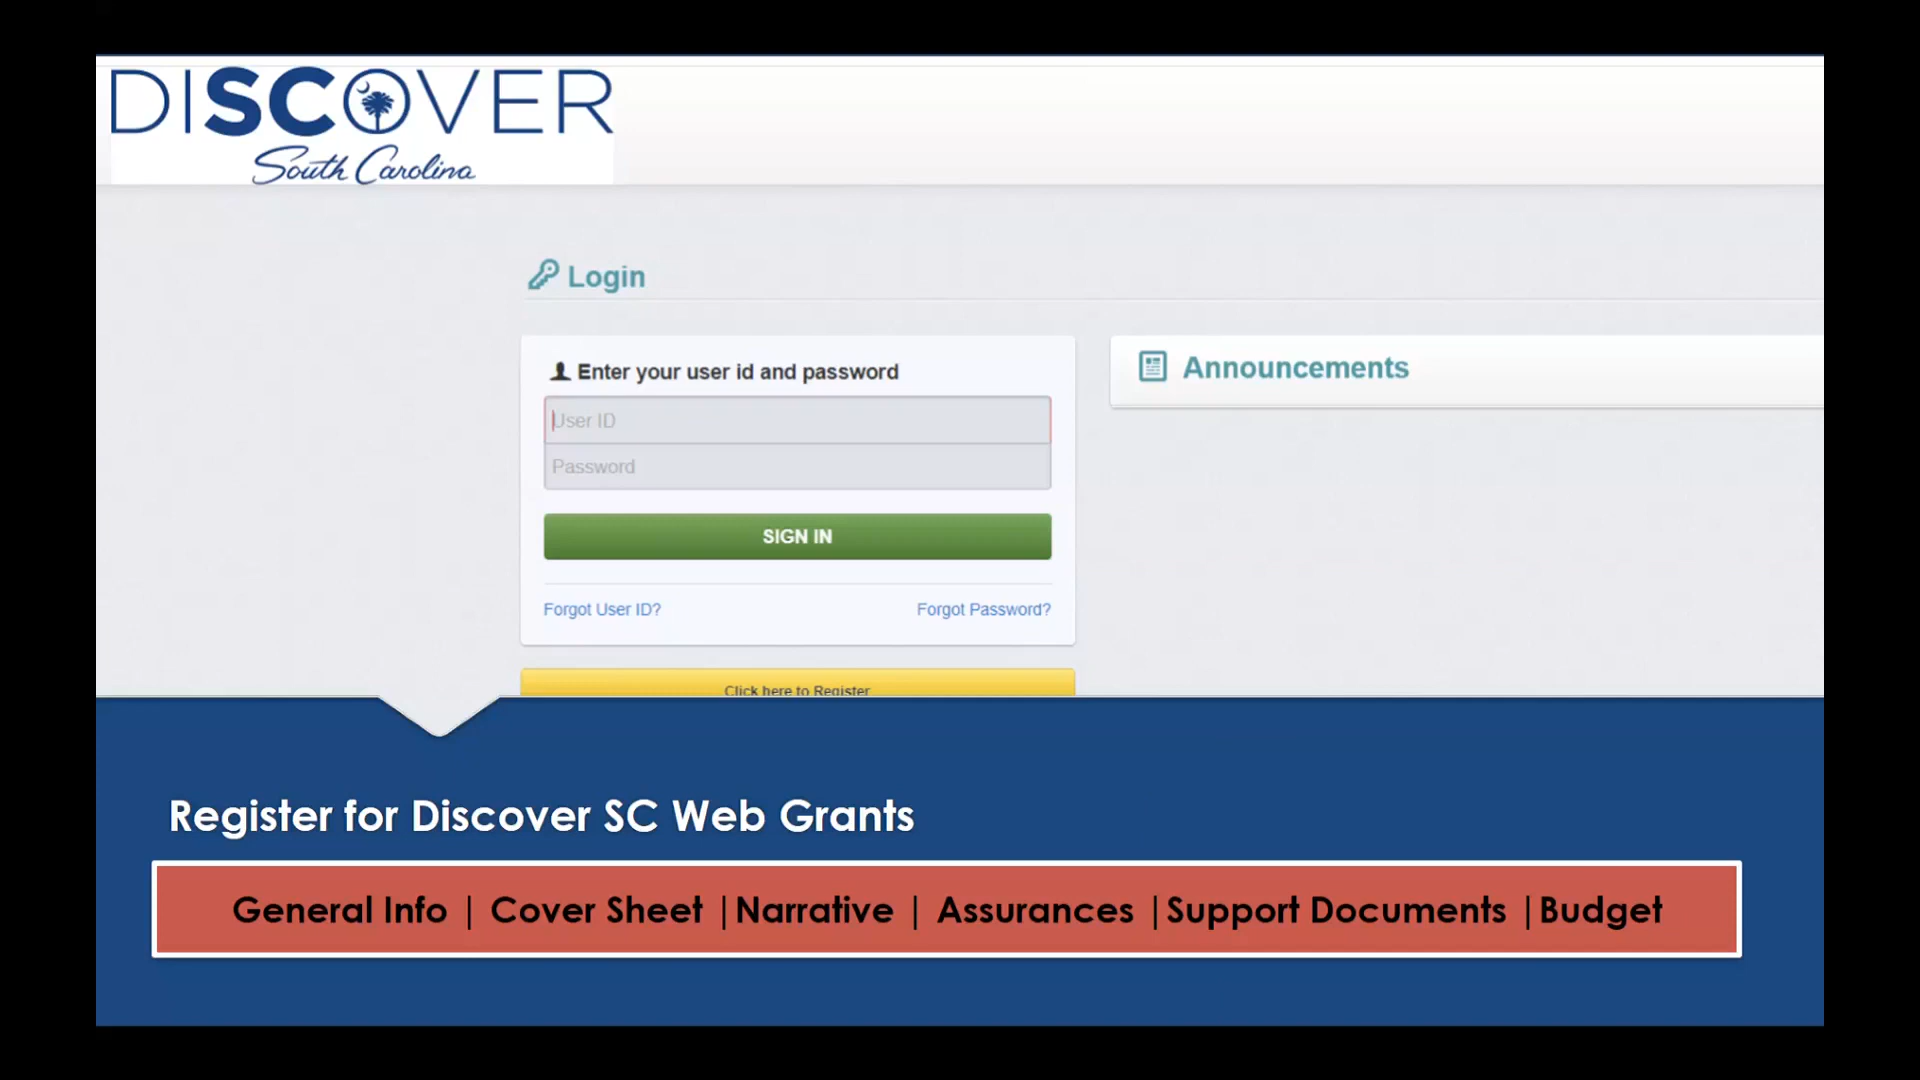 DISCOVER
South Carolina
Login
Enter your user id and password
User ID
Password
SIGN IN
Forgot User ID? Forgot Password?
Click here to Register
Announcements
Register for Discover SC Web Grants
General Info | Cover Sheet |Narrative | Assurances |Support Documents |Budget